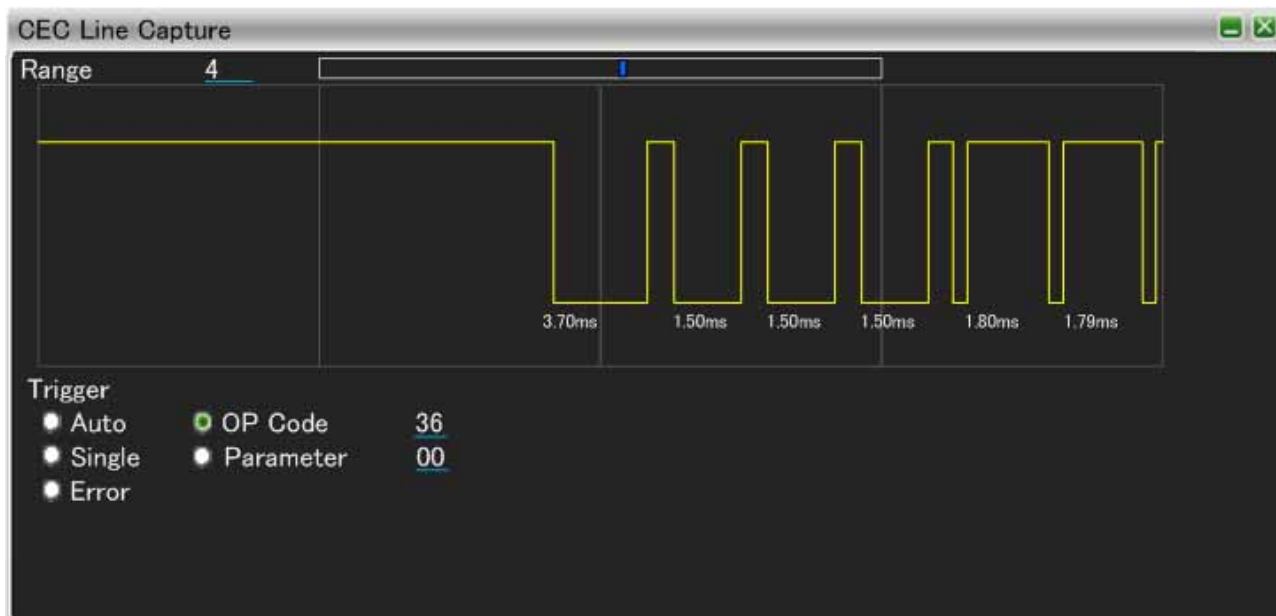 CEC Line Capture
Range 4
3.70ms 1.50ms 1.50ms 1.50ms 1.80ms 1.79ms
Trigger
Auto OP Code 36
Single Parameter 00
Error